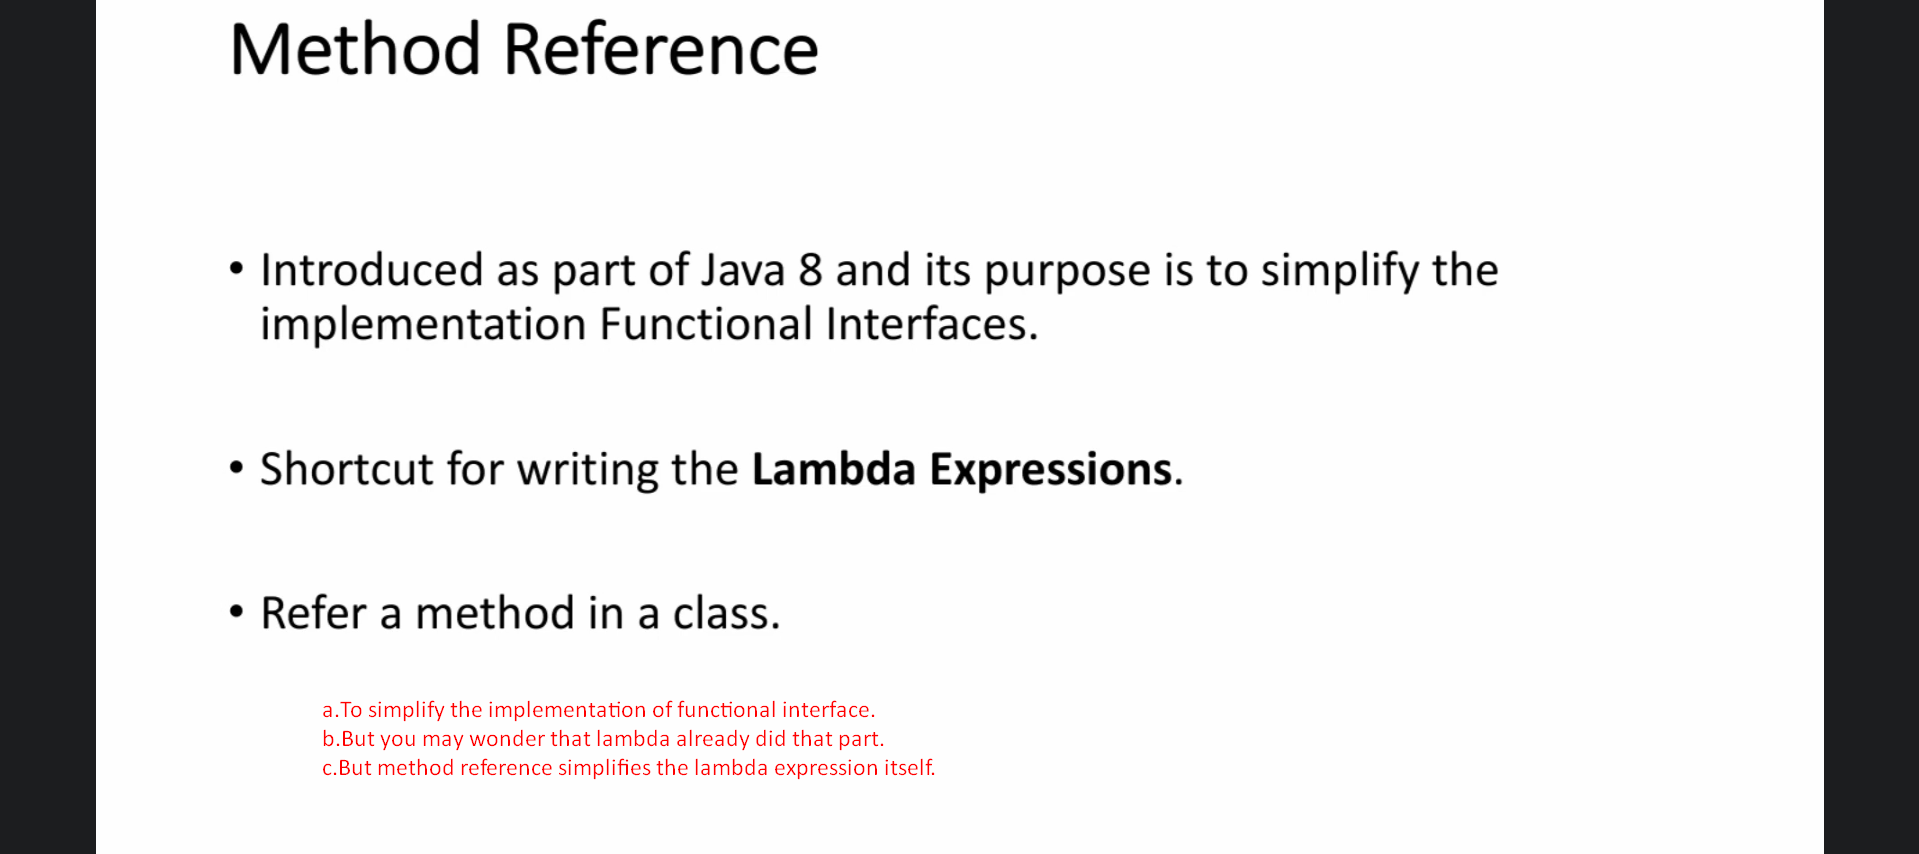 Method Reference
• Introduced as part of Java 8 and its purpose is to simplify the
implementation Functional Interfaces.
• Shortcut for writing the Lambda Expressions.
• Refer a method in a class.
a.To simplify the implementation of functional interface.
b.But you may wonder that lambda already did that part.
c.But method reference simplifies the lambda expression itself.